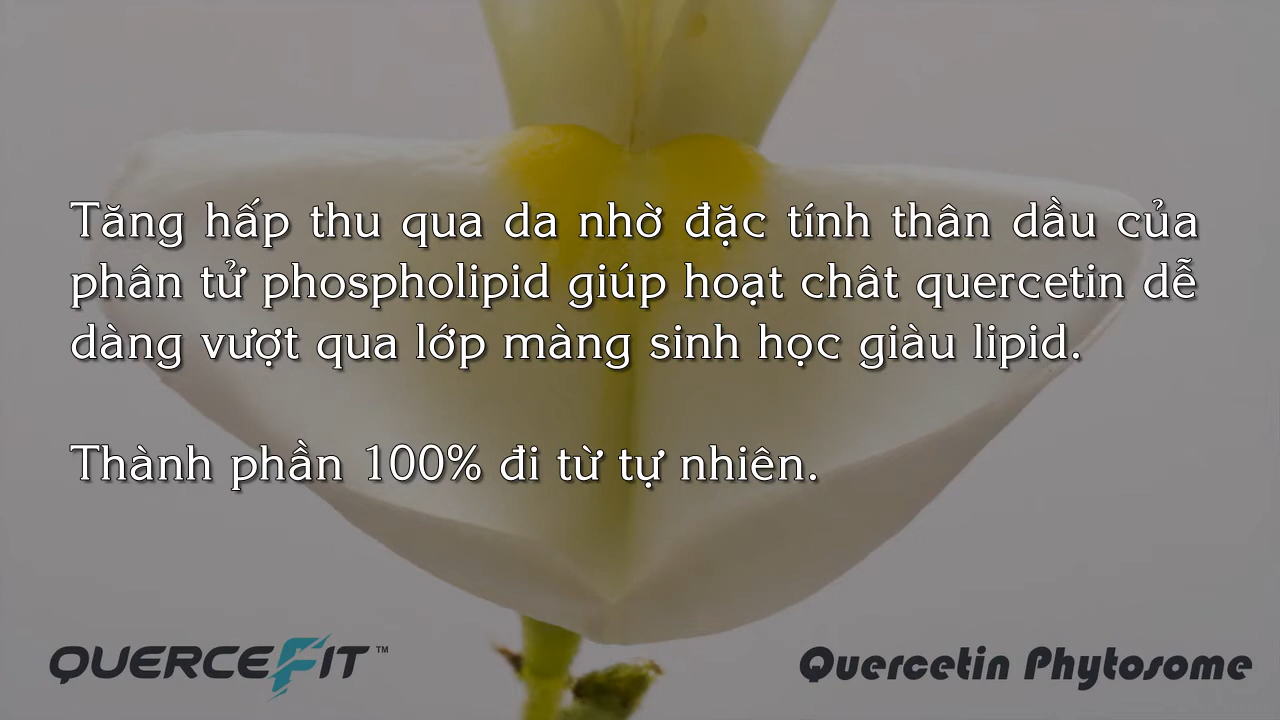 Tăng hấp thu qua da nhờ đặc tính thân dầu của
phân tử phospholipid giúp hoạt chât quercetin dễ
dàng vượt qua lớp màng sinh học giàu lipid.
Thành phần 100% đi từ tự nhiên.
QUERCEFIT™
Quercetin Phytosome